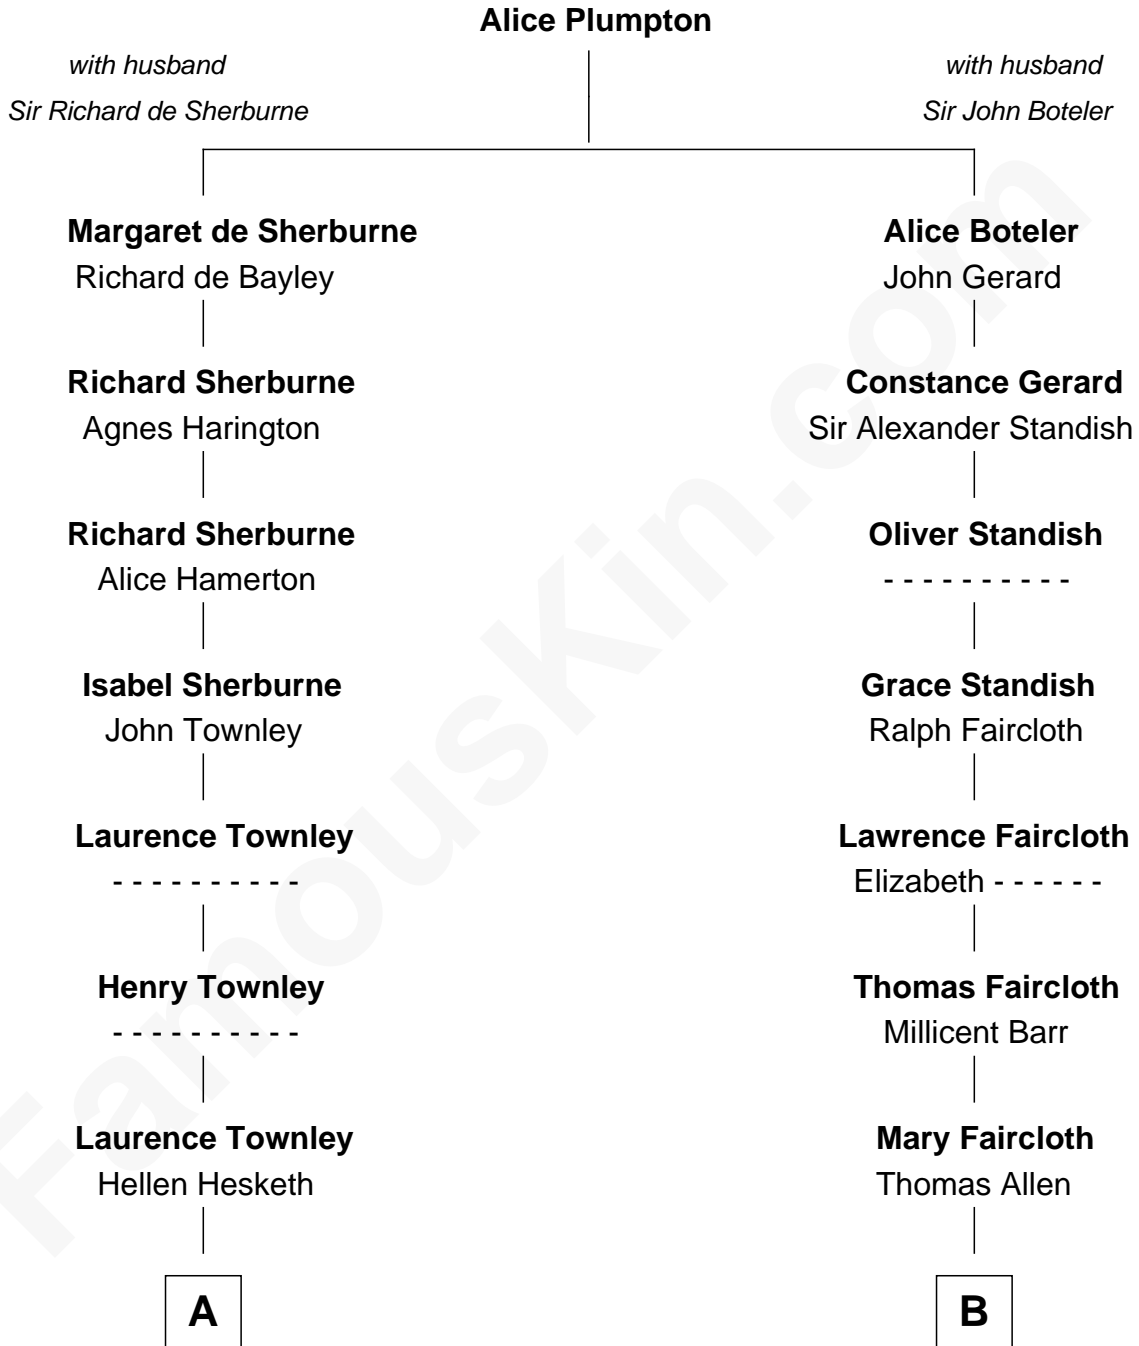 Alice Plumpton
with husband
Sir Richard de Sherburne
with husband
Sir John Boteler
Margaret de Sherburne
Richard de Bayley
Alice Boteler
John Gerard
Richard Sherburne
Agnes Harington
Constance Gerard
Sir Alexander Standish
Richard Sherburne
Alice Hamerton
Oliver Standish
- - - - - - - - - -
Isabel Sherburne
John Townley
Grace Standish
Ralph Faircloth
Laurence Townley
- - - - - - - - - -
Lawrence Faircloth
Elizabeth - - - - - -
Henry Townley
- - - - - - - - - -
Thomas Faircloth
Millicent Barr
Laurence Townley
Hellen Hesketh
Mary Faircloth
Thomas Allen
A
B
FamousKin.com